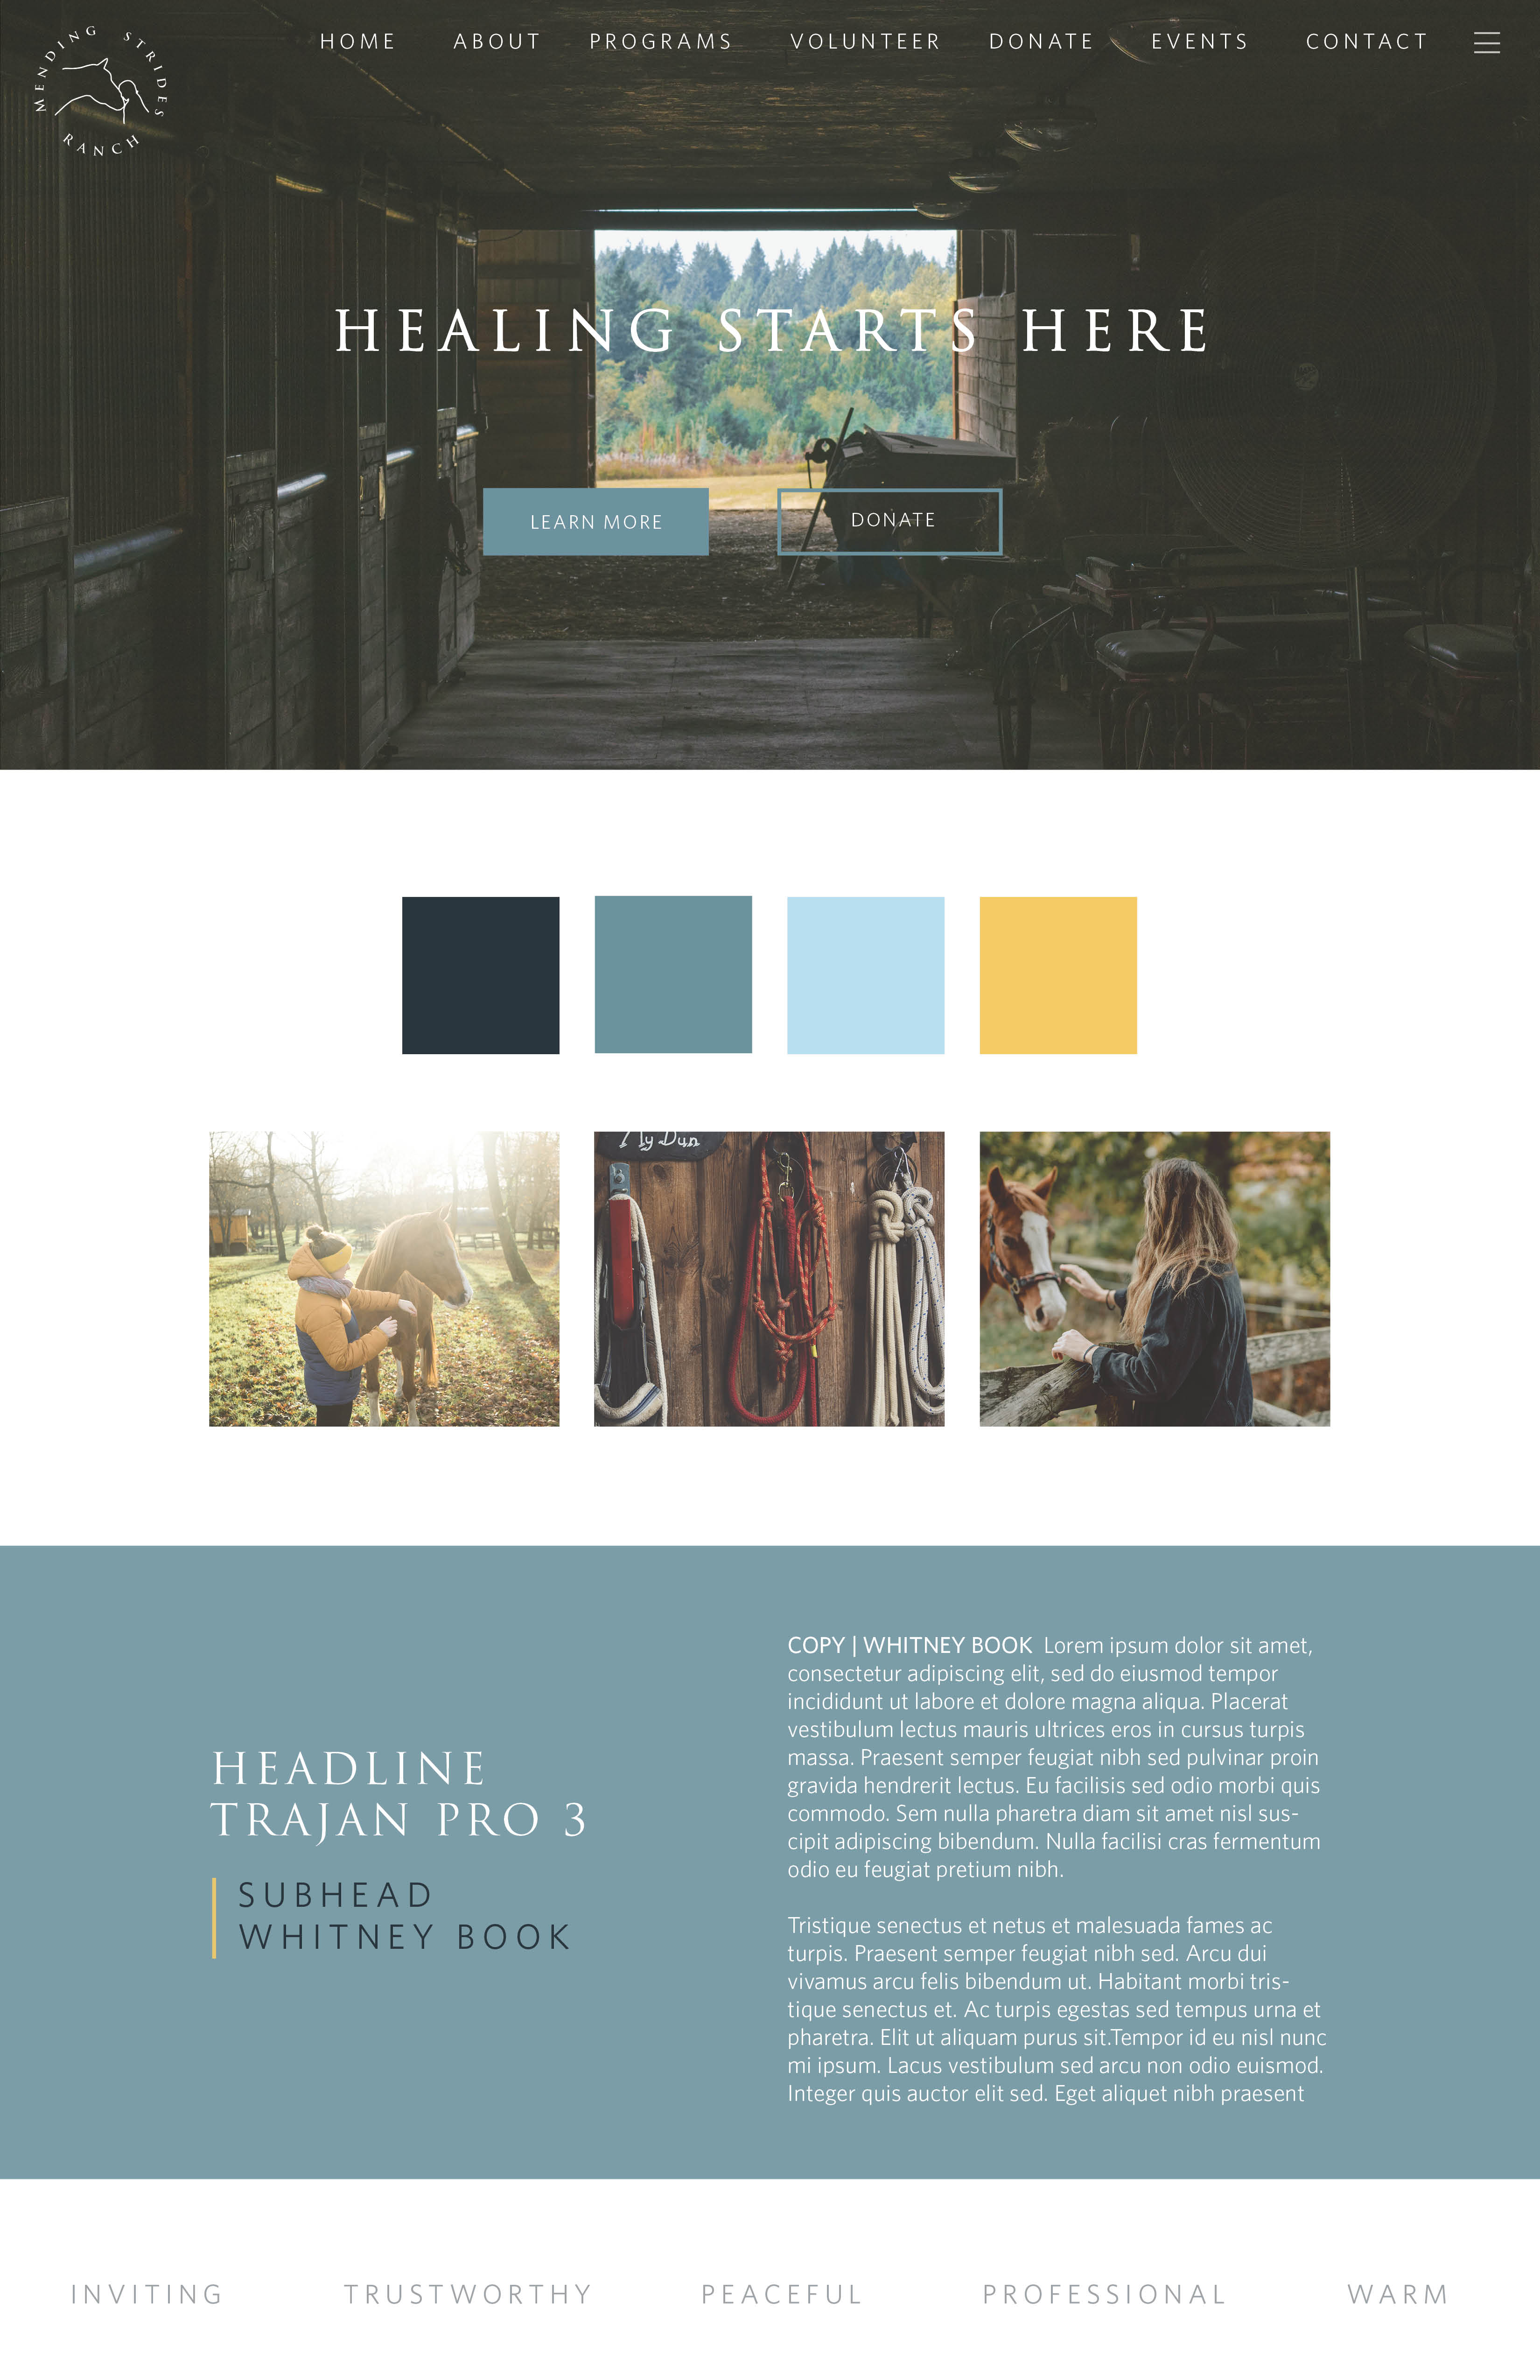 MENDING STRIDES
RANCH
HOME ABOUT PROGRAMS VOLUNTEER DONATE EVENTS CONTACT
HEALING STARTS HERE
LEARN MORE DONATE
My Dun
HEADLINE
TRAJAN PRO 3
SUBHEAD
WHITNEY BOOK
COPY | WHITNEY BOOK Lorem ipsum dolor sit amet,
consectetur adipiscing elit, sed do eiusmod tempor
incididunt ut labore et dolore magna aliqua. Placerat
vestibulum lectus mauris ultrices eros in cursus turpis
massa. Praesent semper feugiat nibh sed pulvinar proin
gravida hendrerit lectus. Eu facilisis sed odio morbi quis
commodo. Sem nulla pharetra diam sit amet nisl sus-
cipit adipiscing bibendum. Nulla facilisi cras fermentum
odio eu feugiat pretium nibh.
Tristique senectus et netus et malesuada fames ac
turpis. Praesent semper feugiat nibh sed. Arcu dui
vivamus arcu felis bibendum ut. Habitant morbi tris-
tique senectus et. Ac turpis egestas sed tempus urna et
pharetra. Elit ut aliquam purus sit.Tempor id eu nisl nunc
mi ipsum. Lacus vestibulum sed arcu non odio euismod.
Integer quis auctor elit sed. Eget aliquet nibh praesent
INVITING TRUSTWORTHY PEACEFUL PROFESSIONAL WARM